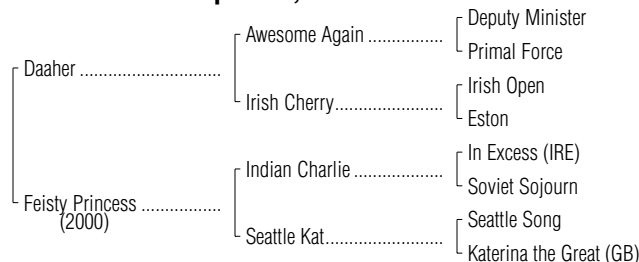 Deputy Minister
Awesome Again ................
Primal Force
Daaher ..............................
Irish Open
Irish Cherry.......................
Eston
In Excess (IRE)
Indian Charlie ...................
Soviet Sojourn
Feisty Princess .................
(2000)
Seattle Song
Seattle Kat.........................
Katerina the Great (GB)